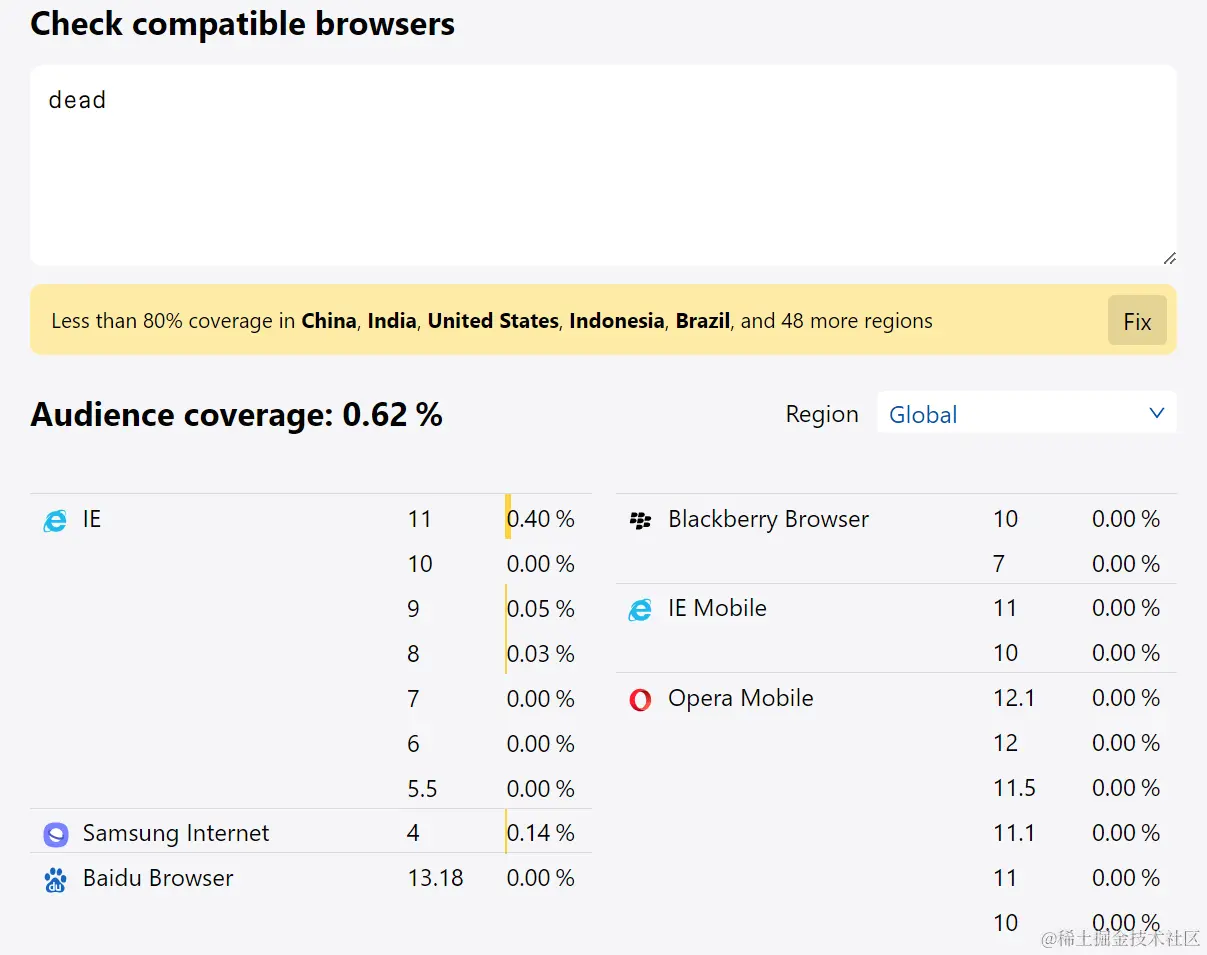 Check compatible browsers
dead
Less than 80% coverage in China, India, United States, Indonesia, Brazil, and 48 more regions
Fix
Audience coverage: 0.62 %
Region
Global
IE 11 0.40 %
10 0.00 %
9 0.05 %
8 0.03 %
7 0.00 %
6 0.00 %
5.5 0.00 %
Samsung Internet 4 0.14 %
Baidu Browser 13.18 0.00 %
Blackberry Browser 10 0.00 %
7 0.00 %
IE Mobile 11 0.00 %
10 0.00 %
Opera Mobile 12.1 0.00 %
12 0.00 %
11.5 0.00 %
11.1 0.00 %
11 0.00 %
10 0.00 %
@稀土掘金技术社区